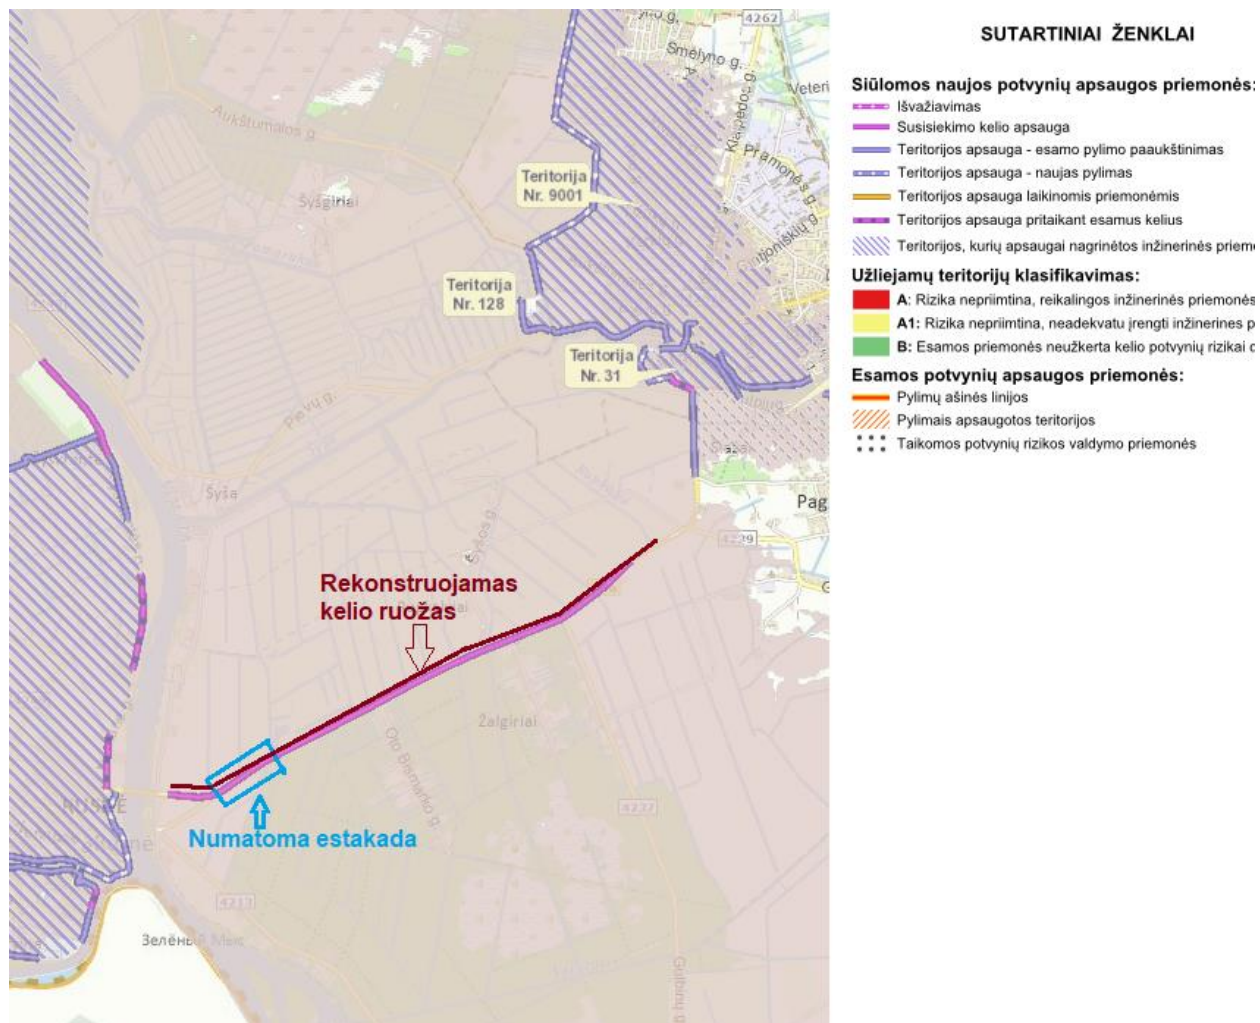 4262
Smėlyno g.
Veteri
Klaipėdos g.
Aukštumalos g.
Pramonės g.
Teritorija
Nr. 9001
Šyšgiriai
Gintjoniškių g.
Teritorija
Nr. 128
Teritorija
Nr. 31
Pievų g.
Šyša
Pag
4239
Šyšos g.
Rekonstruojamas
kelio ruožas
Žalgiriai
Oto Bismarko g.
RUSNĖ
4237
Numatoma estakada
4213
Зелёный Мыс
Gulbinų g
SUTARTINIAI ŽENKLAI
Siūlomos naujos potvynių apsaugos priemonės:
Išvažiavimas
Susisiekimo kelio apsauga
Teritorijos apsauga - esamo pylimo paaukštinimas
Teritorijos apsauga - naujas pylimas
Teritorijos apsauga laikinomis priemonėmis
Teritorijos apsauga pritaikant esamus kelius
Teritorijos, kurių apsaugai nagrinėtos inžinerinės priem
Užliejamų teritorijų klasifikavimas:
A: Rizika nepriimtina, reikalingos inžinerinės priemonės
A1: Rizika nepriimtina, neadekvatu įrengti inžinerines p
B: Esamos priemonės neužkerta kelio potvynių rizikai
Esamos potvynių apsaugos priemonės:
Pylimų ašinės linijos
Pylimais apsaugotos teritorijos
Taikomos potvynių rizikos valdymo priemonės